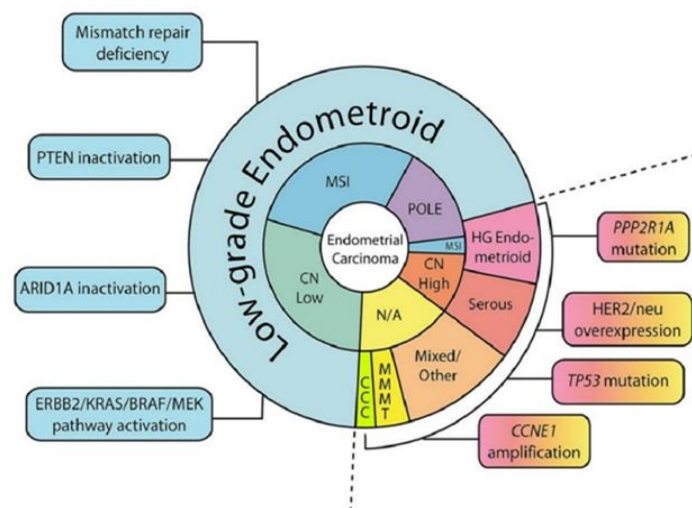 Mismatch repair
deficiency
PTEN inactivation
ARID1A inactivation
ERBB2/KRAS/BRAF/MEK
pathway activation
Low-grade Endometroid
MSI
POLE
MSI
CN
High
N/A
CN
Low
Endometrial
Carcinoma
HG Endo-
metrioid
Serous
Mixed/
Other
MMMT
CCC
PPP2R1A
mutation
HER2/neu
overexpression
TP53 mutation
CCNE1
amplification